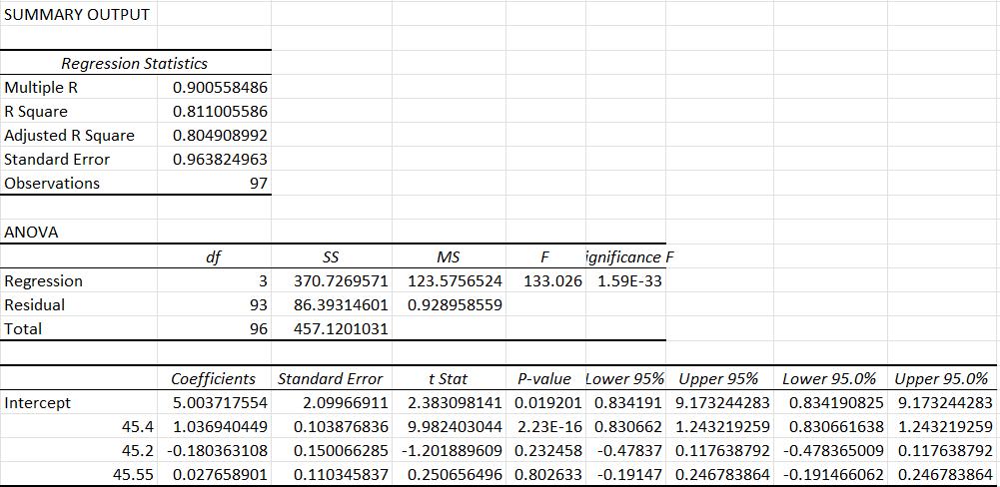 SUMMARY OUTPUT
Regression Statistics
Multiple R 0.900558486
R Square 0.811005586
Adjusted R Square 0.804908992
Standard Error 0.963824963
Observations 97
ANOVA
df SS MS F ignificance F
Regression 3 370.7269571 123.5756524 133.026 1.59E-33
Residual 93 86.39314601 0.928958559
Total 96 457.1201031
Coefficients Standard Error t Stat P-value Lower 95% Upper 95% Lower 95.0% Upper 95.0%
Intercept 5.003717554 2.09966911 2.383098141 0.019201 0.834191 9.173244283 0.834190825 9.173244283
45.4 1.036940449 0.103876836 9.982403044 2.23E-16 0.830662 1.243219259 0.830661638 1.243219259
45.2 -0.180363108 0.150066285 -1.201889609 0.232458 -0.47837 0.117638792 -0.478365009 0.117638792
45.55 0.027658901 0.110345837 0.250656496 0.802633 -0.19147 0.246783864 -0.191466062 0.246783864